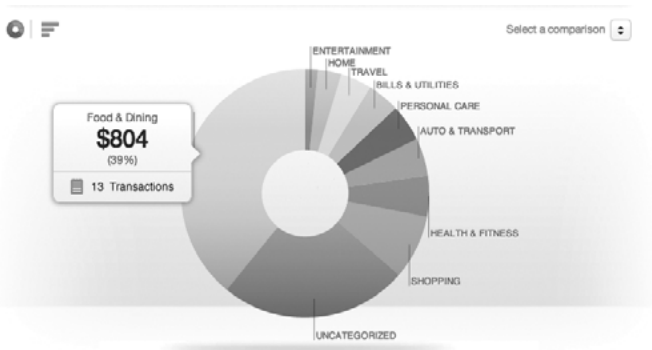 Select a comparison
ENTERTAINMENT
HOME
TRAVEL
BILLS & UTILITIES
PERSONAL CARE
AUTO & TRANSPORT
Food & Dining
$804
(39%)
13 Transactions
HEALTH & FITNESS
SHOPPING
UNCATEGORIZED